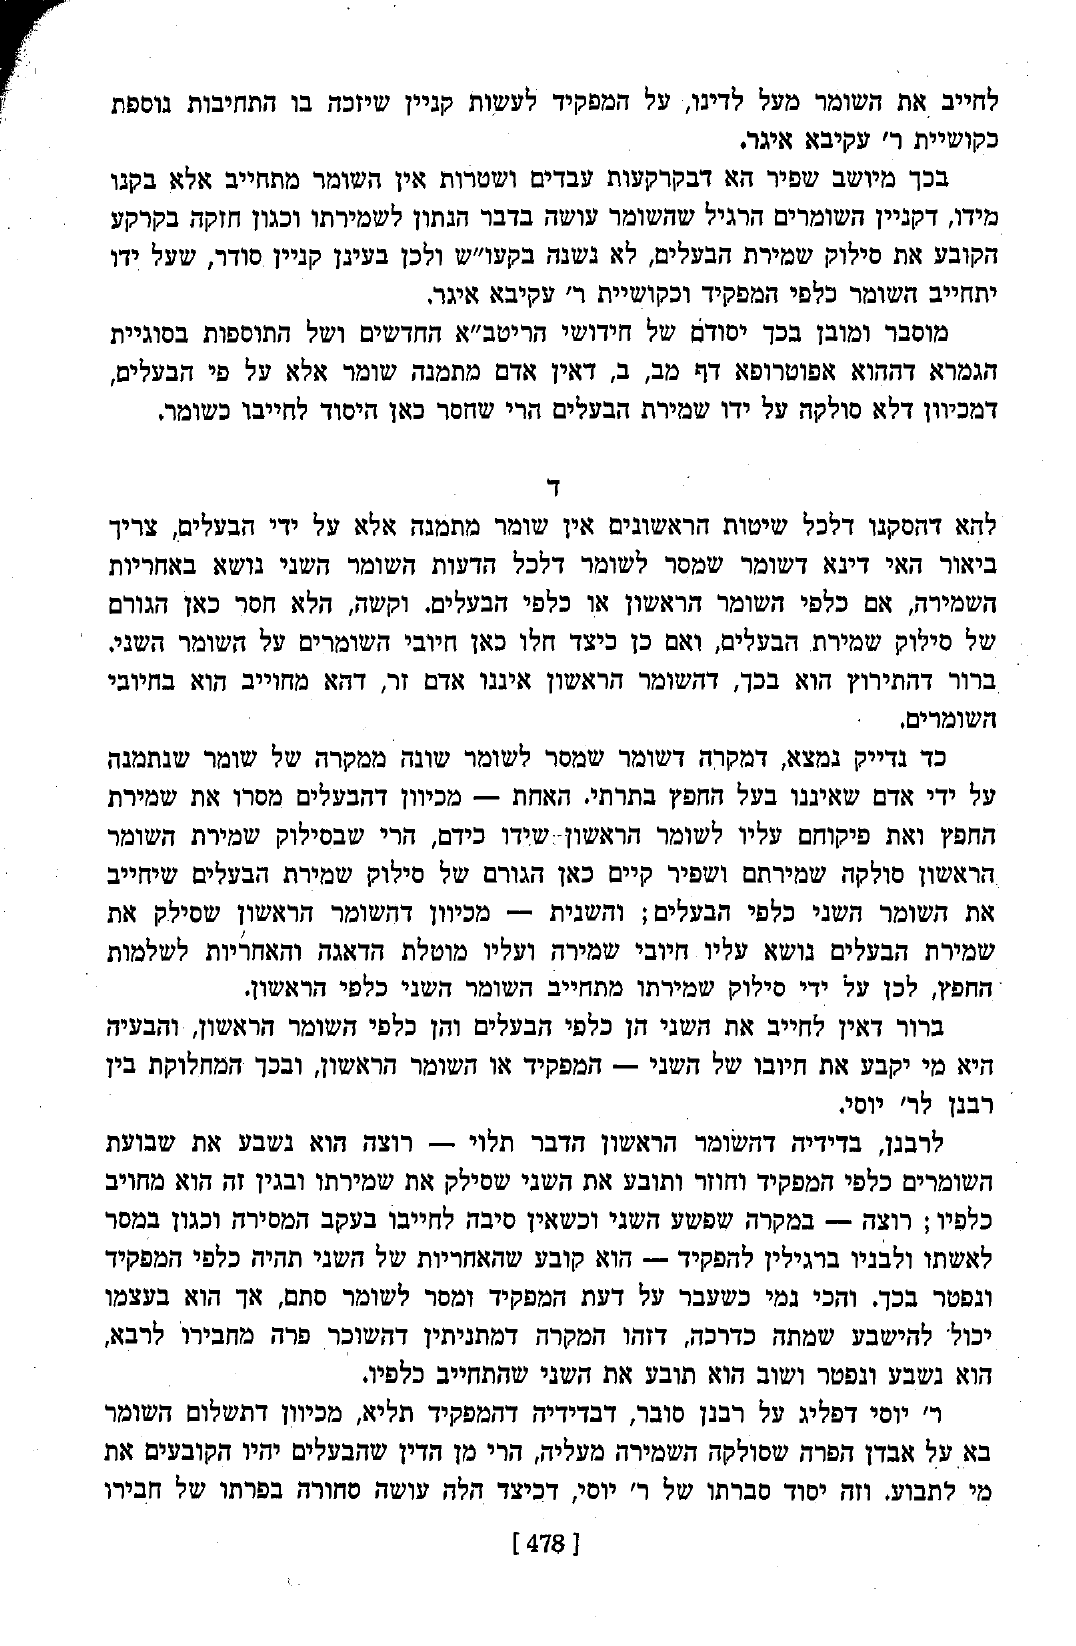 לחייב את השומר מעל לדינו, על המפקיד לעשות קניין שיזכה בו התחיבות נוספת
כקושיית ר׳ עקיבא איגר.
בכך מיושב שפיר הא דבקרקעות עבדים ושטרות אין השומר מתחייב אלא בקנו
מידו, דקניין השומרים הרגיל שהשומר עושה בדבר הנתון לשמירתו וכגון חזקה בקרקע
הקובע את סילוק שמירת הבעלים, לא נשנה בקעו״ש ולכן בעינן קניין סודר, שעל ידו
יתחייב השומר כלפי המפקיד וכקושיית ר׳ עקיבא איגר.
מוסבר ומובן בכך יסודם של חידושי הריטב״א החדשים ושל התוספות בסוגיית
הגמרא דההוא אפוטרופא דף מב, ב, דאין אדם מתמנה שומר אלא על פי הבעלים,
דמכיוון דלא סולקה על ידו שמירת הבעלים הרי שחסר כאן היסוד לחייבו כשומר.
ד
להא דהסקנו דלכל שיטות הראשונים אין שומר מתמנה אלא על ידי הבעלים, צריך
ביאור האי דינא דשומר שמסר לשומר דלכל הדעות השומר השני נושא באחריות
השמירה, אם כלפי השומר הראשון או כלפי הבעלים. וקשה, הלא חסר כאן הגורם
של סילוק שמירת הבעלים, ואם כן כיצד חלו כאן חיובי השומרים על השומר השני.
ברור דהתירוץ הוא בכך, דהשומר הראשון איננו אדם זר, דהא מחוייב הוא בחיובי
השומרים.
כד נדייק נמצא, דמקרה דשומר שמסר לשומר שונה ממקרה של שומר שנתמנה
על ידי אדם שאיננו בעל החפץ בתרתי. האחת — מכיוון דהבעלים מסרו את שמירת
החפץ ואת פיקוחם עליו לשומר הראשון שידו כידם, הרי שבסילוק שמירת השומר
הראשון סולקה שמירתם ושפיר קיים כאן הגורם של סילוק שמירת הבעלים שיחייב
את השומר השני כלפי הבעלים; והשנית — מכיוון דהשומר הראשון שסילק את
שמירת הבעלים נושא עליו חיובי שמירה ועליו מוטלת הדאגה והאחריות לשלמות
החפץ, לכן על ידי סילוק שמירתו מתחייב השומר השני כלפי הראשון.
ברור דאין לחייב את השני הן כלפי הבעלים והן כלפי השומר הראשון, והבעיה
היא מי יקבע את חיובו של השני — המפקיד או השומר הראשון, ובכך המחלוקת בין
רבנן לר׳ יוסי.
לרבנן, בדידיה דהשומר הראשון הדבר תלוי — רוצה הוא נשבע את שבועת
השומרים כלפי המפקיד וחוזר ותובע את השני שסילק את שמירתו ובגין זה הוא מחויב
כלפיו; רוצה — במקרה שפשע השני וכשאין סיבה לחייבו בעקב המסירה וכגון במסר
לאשתו ולבניו ברגילין להפקיד — הוא קובע שהאחריות של השני תהיה כלפי המפקיד
ונפטר בכך. והכי נמי כשעבר על דעת המפקיד ומסר לשומר סתם, אך הוא בעצמו
יכול להישבע שמתה כדרכה, דזהו המקרה דמתניתין דהשוכר פרה מחבירו לרבא,
הוא נשבע ונפטר ושוב הוא תובע את השני שהתחייב כלפיו.
ר׳ יוסי דפליג על רבנן סובר, דבדידיה דהמפקיד תליא, מכיוון דתשלום השומר
בא על אבדן הפרה שסולקה השמירה מעליה, הרי מן הדין שהבעלים יהיו הקובעים את
מי לתבוע. וזה יסוד סברתו של ר׳ יוסי, דכיצד הלה עושה סחורה בפרתו של חבירו
[ 478 ]